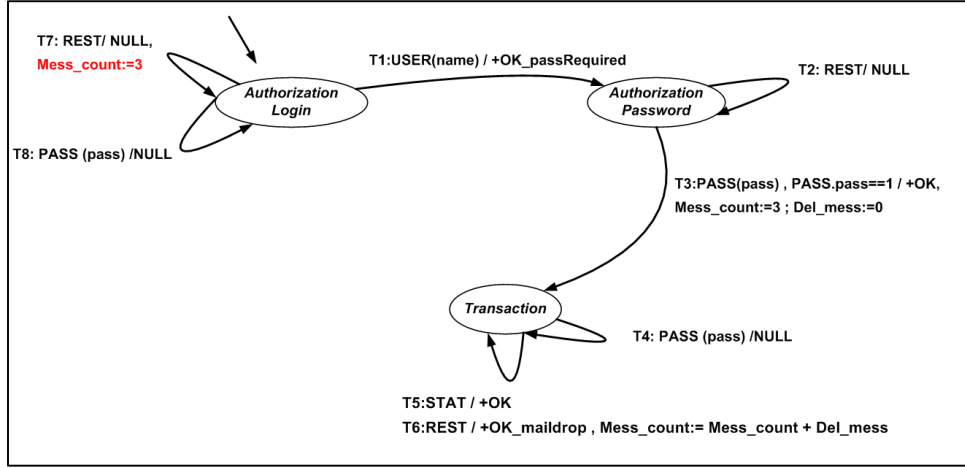 T7: REST/ NULL,
Mess_count:=3
T1:USER(name) / +OK_passRequired
T2: REST/ NULL
Authorization
Login
Authorization
Password
T8: PASS (pass) /NULL
T3:PASS(pass) , PASS.pass==1 / +OK,
Mess_count:=3 ; Del_mess:=0
Transaction
T4: PASS (pass) /NULL
T5:STAT / +OK
T6:REST / +OK_maildrop , Mess_count:= Mess_count + Del_mess